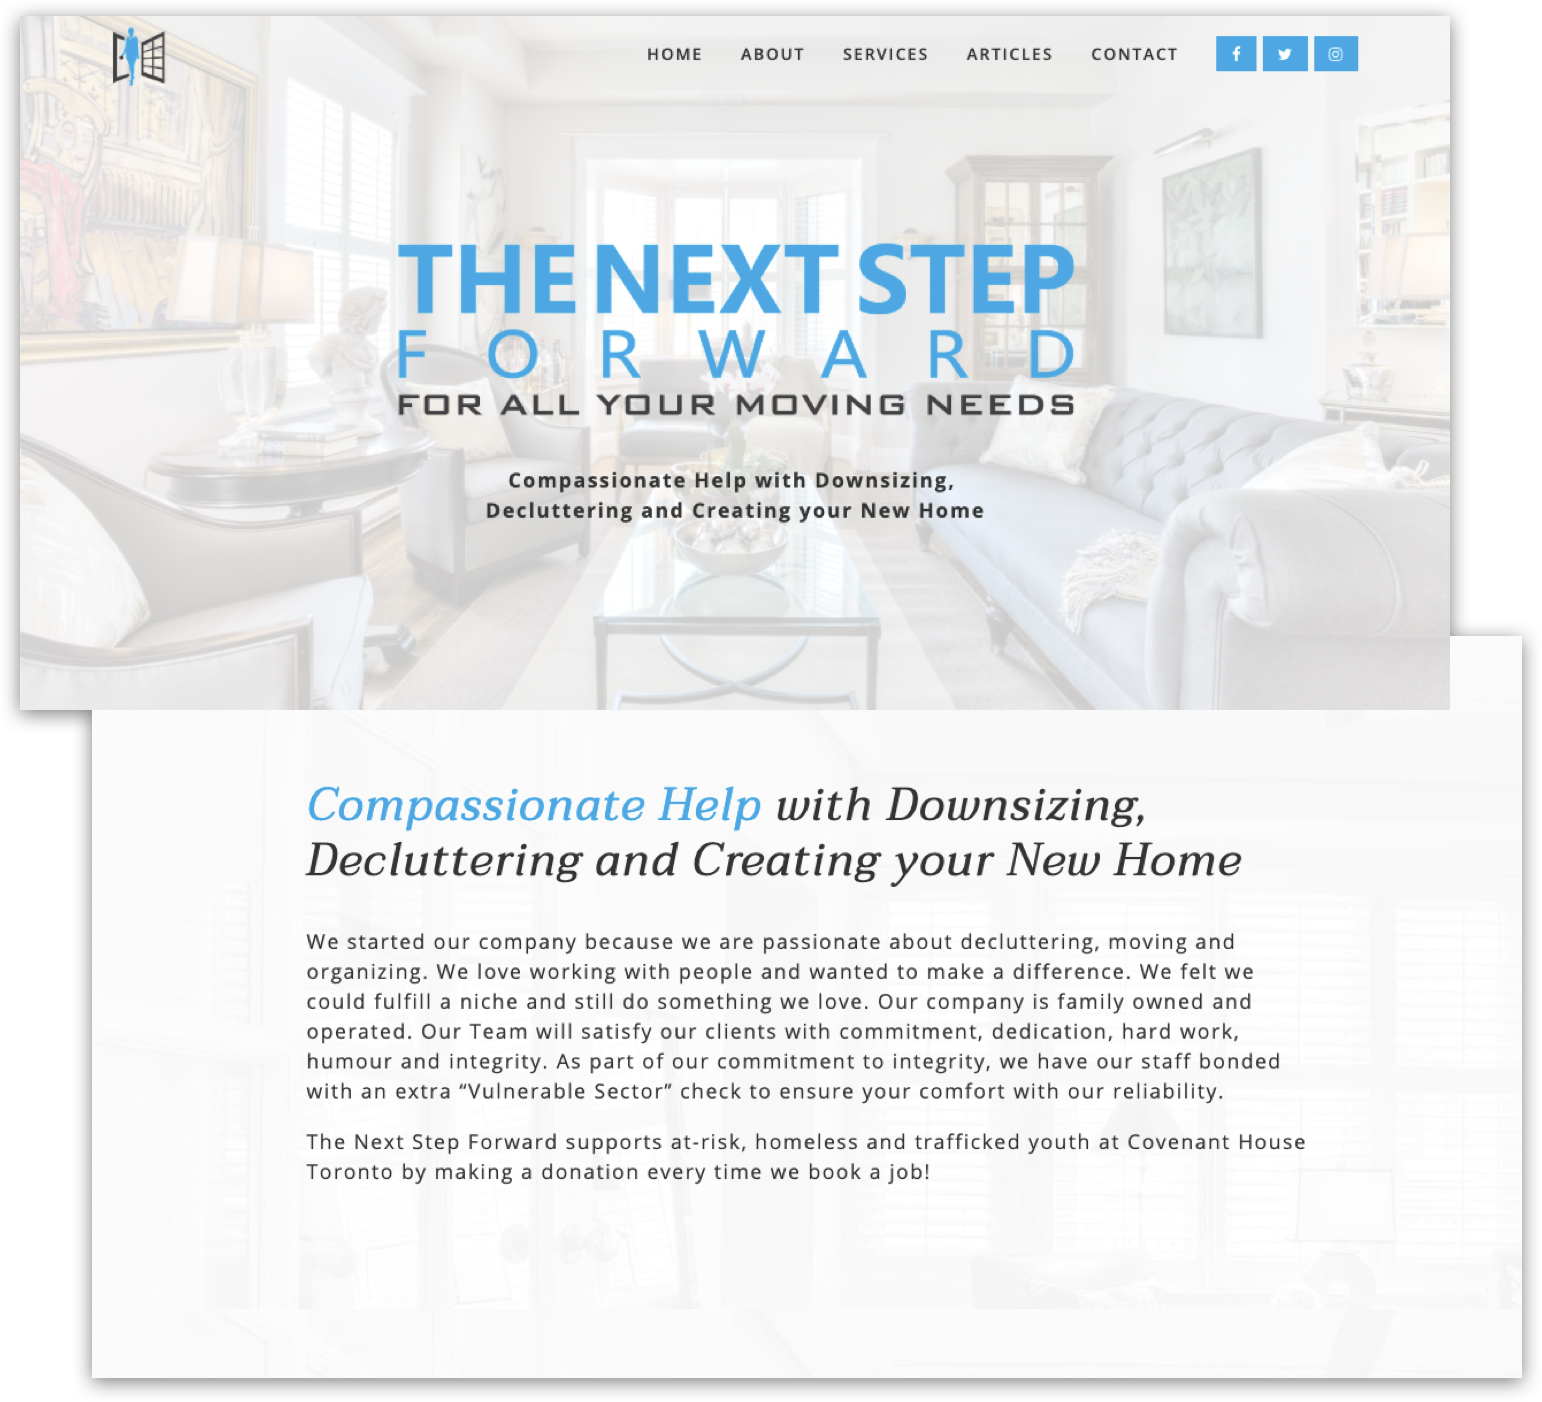 HOME ABOUT SERVICES ARTICLES CONTACT
THE NEXT STEP
FORWARD
FOR ALL YOUR MOVING NEEDS
Compassionate Help with Downsizing,
Decluttering and Creating your New Home
Compassionate Help with Downsizing,
Decluttering and Creating your New Home
We started our company because we are passionate about decluttering, moving and
organizing. We love working with people and wanted to make a difference. We felt we
could fulfill a niche and still do something we love. Our company is family owned and
operated. Our Team will satisfy our clients with commitment, dedication, hard work,
humour and integrity. As part of our commitment to integrity, we have our staff bonded
with an extra “Vulnerable Sector” check to ensure your comfort with our reliability.
The Next Step Forward supports at-risk, homeless and trafficked youth at Covenant House
Toronto by making a donation every time we book a job!